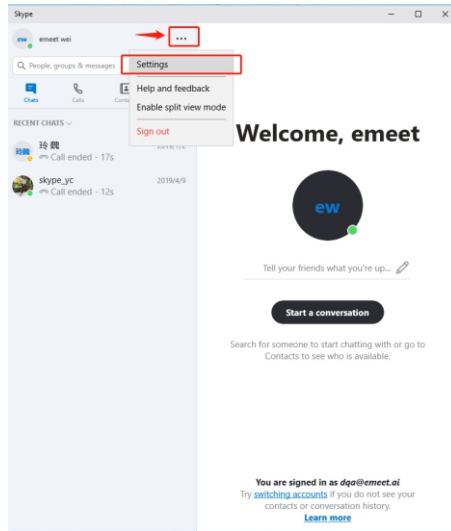 Skype
ew
emeet wei
...
People, groups & messages
Settings
Chats
Calls
Help and feedback
Enable split view mode
Sign out
RECENT CHATS
玲 魏
Call ended - 17s
skype_yc
2019/4/9
Call ended - 12s
Welcome, emeet
ew
Tell your friends what you're up...
Start a conversation
Search for someone to start chatting with or go to
Contacts to see who is available.
You are signed in as dqa@emeet.ai
Try switching accounts if you do not see your
contacts or conversation history.
Learn more